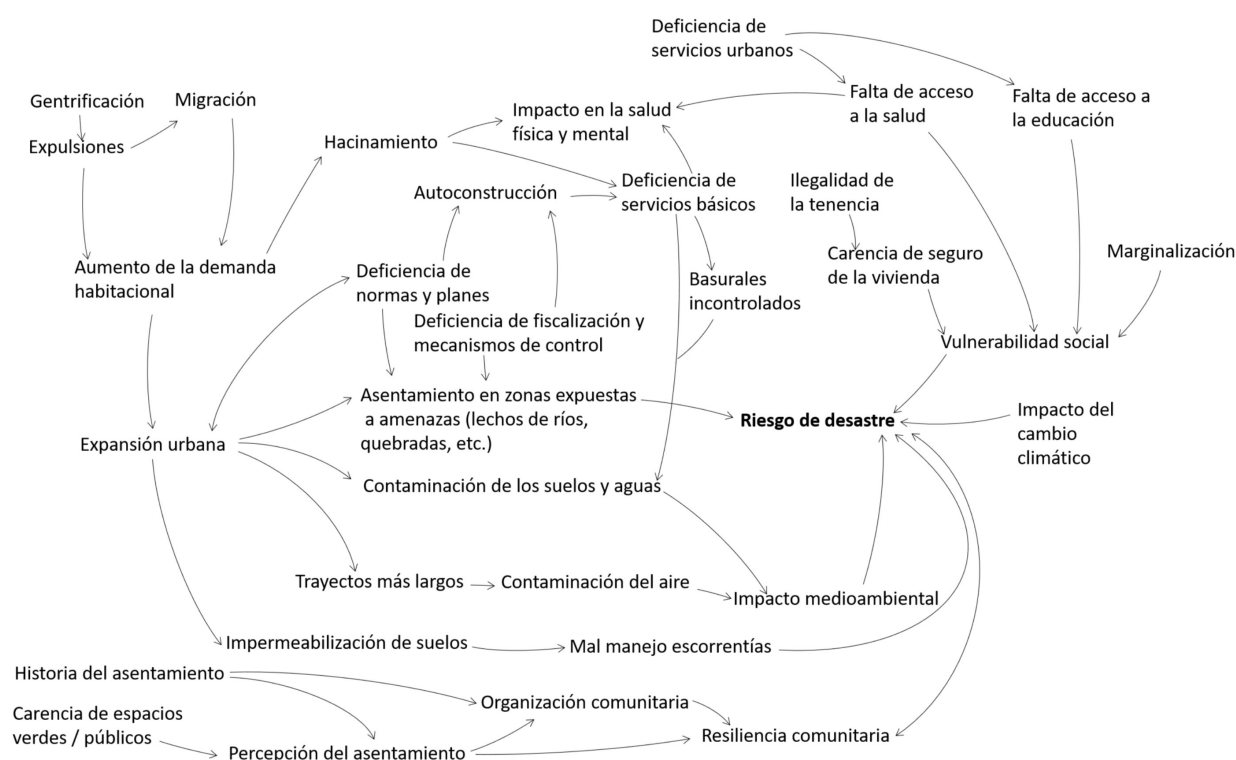 Deficiencia de
servicios urbanos
Gentrificación
Migración
Falta de acceso
a la salud
Falta de acceso a
la educación
Impacto en la salud
física y mental
Expulsiones
Hacinamiento
Autoconstrucción
Deficiencia de
servicios básicos
Ilegalidad de
la tenencia
Aumento de la demanda
habitacional
Deficiencia de
normas y planes
Basurales
incontrolados
Carencia de seguro
de la vivienda
Marginalización
Deficiencia de fiscalización y
mecanismos de control
Vulnerabilidad social
Asentamiento en zonas expuestas
a amenazas (lechos de ríos,
quebradas, etc.)
Riesgo de desastre
Impacto del
cambio
climático
Expansión urbana
Contaminación de los suelos y aguas
Trayectos más largos
Contaminación del aire
Impacto medioambiental
Impermeabilización de suelos
Mal manejo escorrentías
Historia del asentamiento
Organización comunitaria
Carencia de espacios
verdes / públicos
Resiliencia comunitaria
Percepción del asentamiento